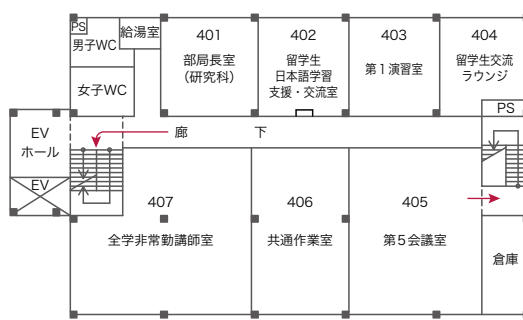 PS
男子WC
給湯室
女子WC
401
部局長室
（研究科）
402
留学生
日本語学習
支援・交流室
403
第１演習室
404
留学生交流
ラウンジ
PS
EV
ホール
廊　下
EV
407
全学非常勤講師室
406
共通作業室
405
第５会議室
倉庫